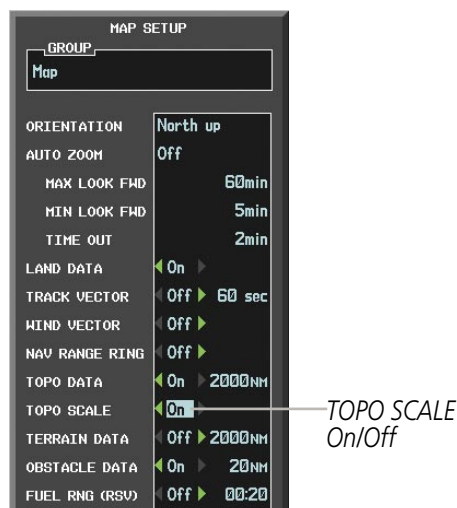 MAP SETUP
GROUP
Map
ORIENTATION North up
AUTO ZOOM Off
MAX LOOK FWD 60min
MIN LOOK FWD 5min
TIME OUT 2min
LAND DATA On
TRACK VECTOR Off 60 sec
WIND VECTOR Off
NAV RANGE RING Off
TOPO DATA On 2000NM
TOPO SCALE On
TERRAIN DATA Off 2000NM
OBSTACLE DATA On 20NM
FUEL RNG (RSV) Off 00:20
TOPO SCALE
On/Off